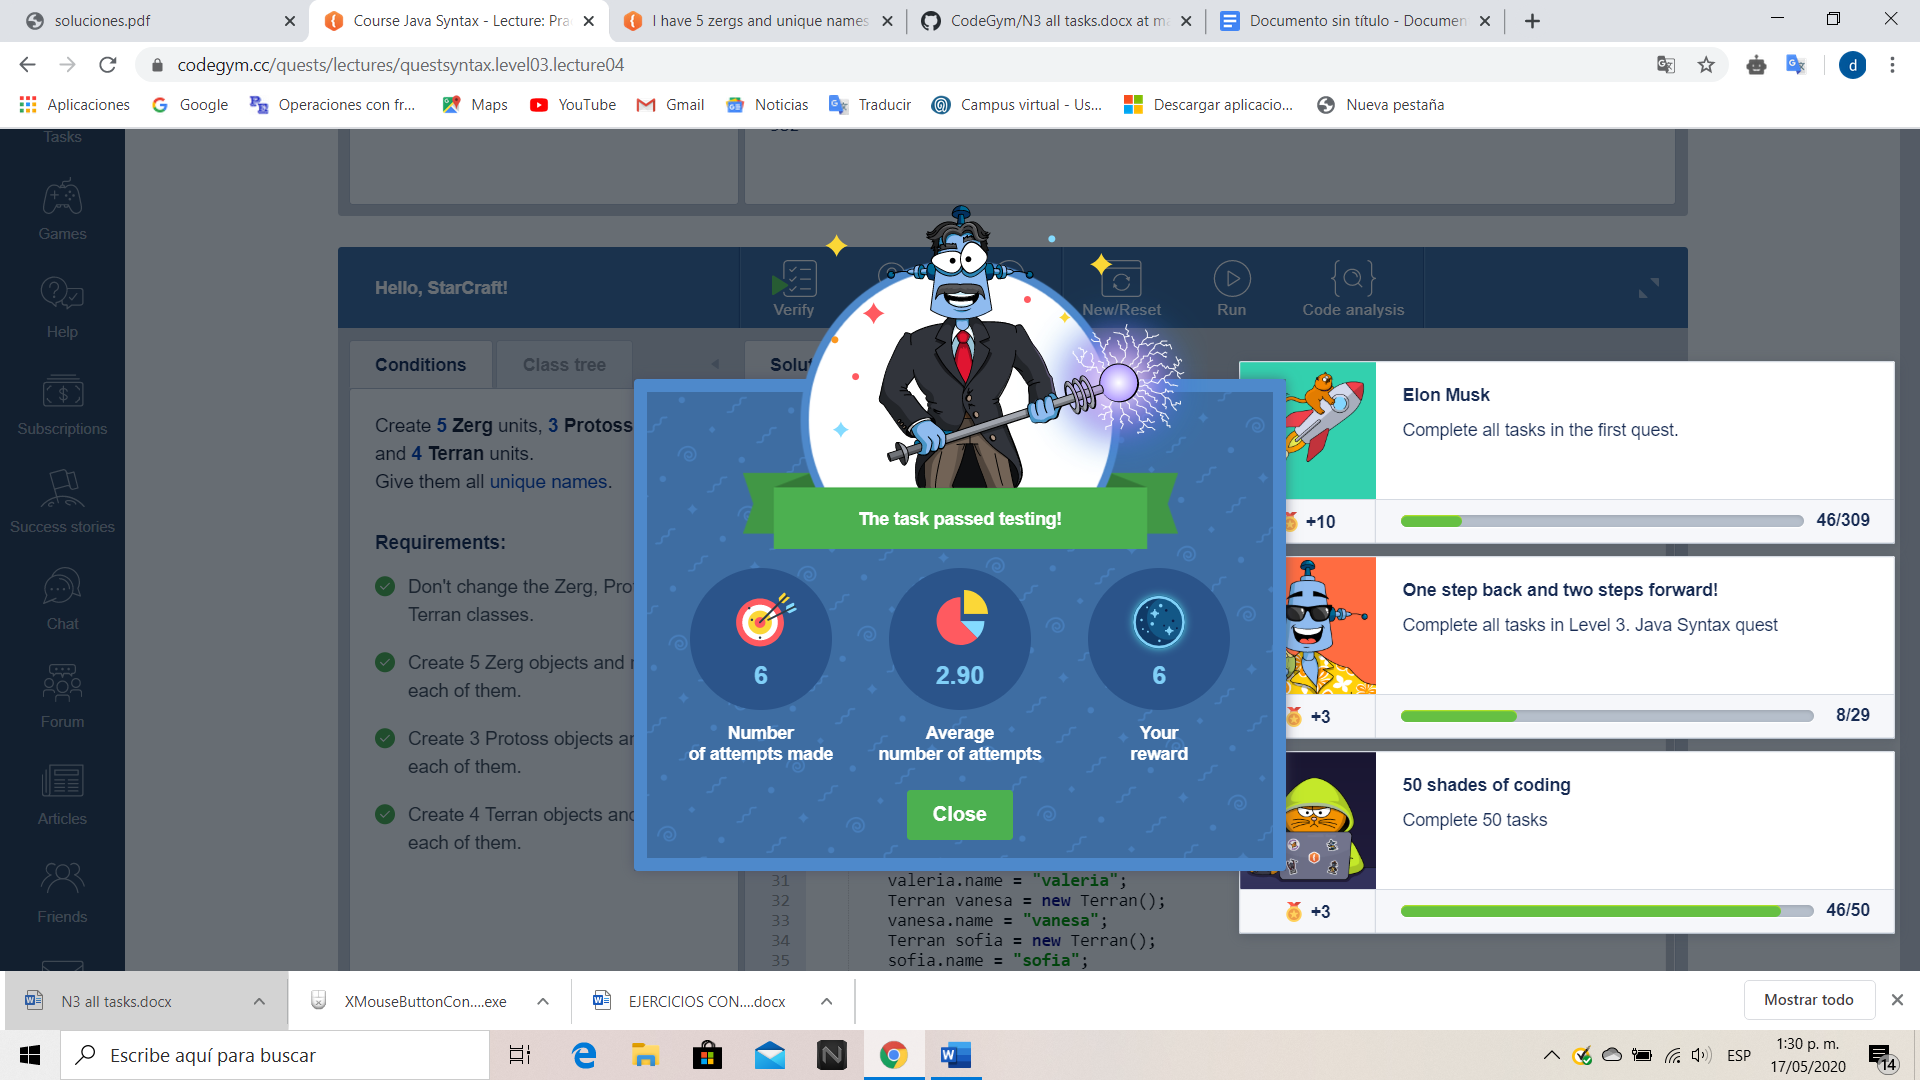 soluciones.pdf
Course Java Syntax - Lecture: Pra
I have 5 zergs and unique names
CodeGym/N3 all tasks.docx at ma
Documento sin título - Documen
codegym.cc/quests/lectures/questsyntax.level03.lecture04
d
Aplicaciones
Google
Operaciones con fr...
Maps
YouTube
Gmail
Noticias
Traducir
Campus virtual - Us...
Descargar aplicacio...
Nueva pestaña
Tasks
Games
Help
Subscriptions
Success stories
Chat
Forum
Articles
Friends
Hello, StarCraft!
Verify
New/Reset
Run
Code analysis
Conditions
Class tree
Solu
Create 5 Zerg units, 3 Protoss
and 4 Terran units.
Give them all unique names.
Requirements:
Don't change the Zerg, Pro
Terran classes.
Create 5 Zerg objects and
each of them.
Create 3 Protoss objects ar
each of them.
Create 4 Terran objects and
each of them.
The task passed testing!
6
Number
of attempts made
2.90
Average
number of attempts
6
Your
reward
Close
31 valeria.name = "valeria";
32 Terran vanesa = new Terran();
33 vanesa.name = "vanesa";
34 Terran sofia = new Terran();
35 sofia.name = "sofia";
Elon Musk
Complete all tasks in the first quest.
+10
46/309
One step back and two steps forward!
Complete all tasks in Level 3. Java Syntax quest
+3
8/29
50 shades of coding
Complete 50 tasks
+3
46/50
N3 all tasks.docx
XMouseButtonCon....exe
EJERCICIOS CON....docx
Mostrar todo
Escribe aquí para buscar
ESP
1:30 p. m.
17/05/2020
14